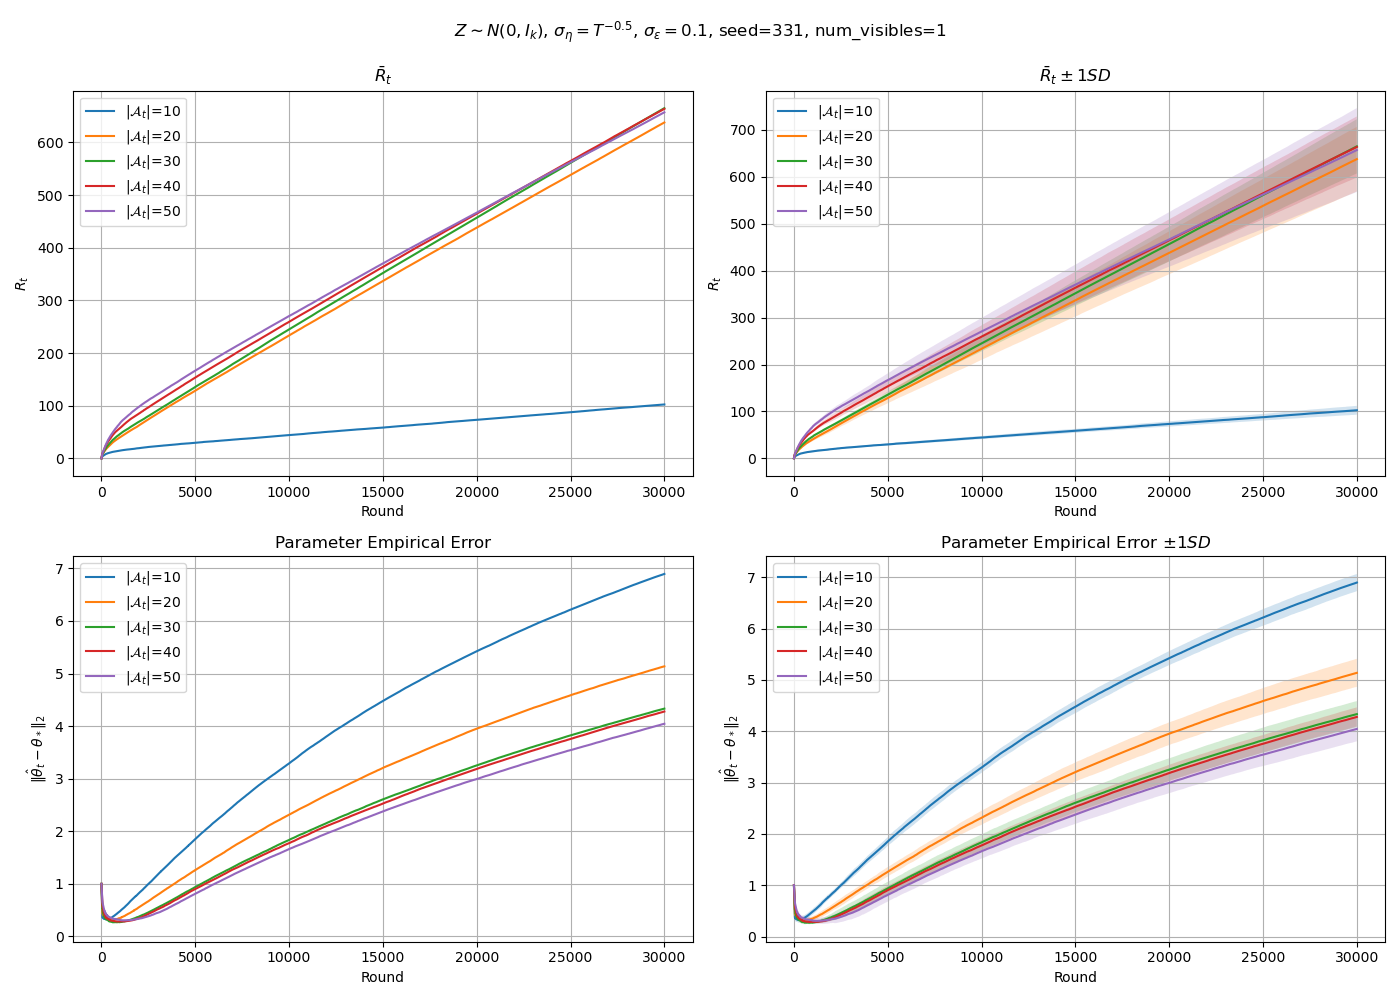 Z ∼ N(0, I_k), σ_η = T^{−0.5}, σ_ε = 0.1, seed=331, num_visibles=1
R̄_t
R_t
600
500
400
300
200
100
0
|𝒜_t|=10
|𝒜_t|=20
|𝒜_t|=30
|𝒜_t|=40
|𝒜_t|=50
0 5000 10000 15000 20000 25000 30000
Round
R̄_t ± 1SD
R_t
700
600
500
400
300
200
100
0
|𝒜_t|=10
|𝒜_t|=20
|𝒜_t|=30
|𝒜_t|=40
|𝒜_t|=50
0 5000 10000 15000 20000 25000 30000
Round
Parameter Empirical Error
‖θ̂_t − θ_*‖_2
7
6
5
4
3
2
1
0
|𝒜_t|=10
|𝒜_t|=20
|𝒜_t|=30
|𝒜_t|=40
|𝒜_t|=50
0 5000 10000 15000 20000 25000 30000
Round
Parameter Empirical Error ±1SD
‖θ̂_t − θ_*‖_2
7
6
5
4
3
2
1
0
|𝒜_t|=10
|𝒜_t|=20
|𝒜_t|=30
|𝒜_t|=40
|𝒜_t|=50
0 5000 10000 15000 20000 25000 30000
Round